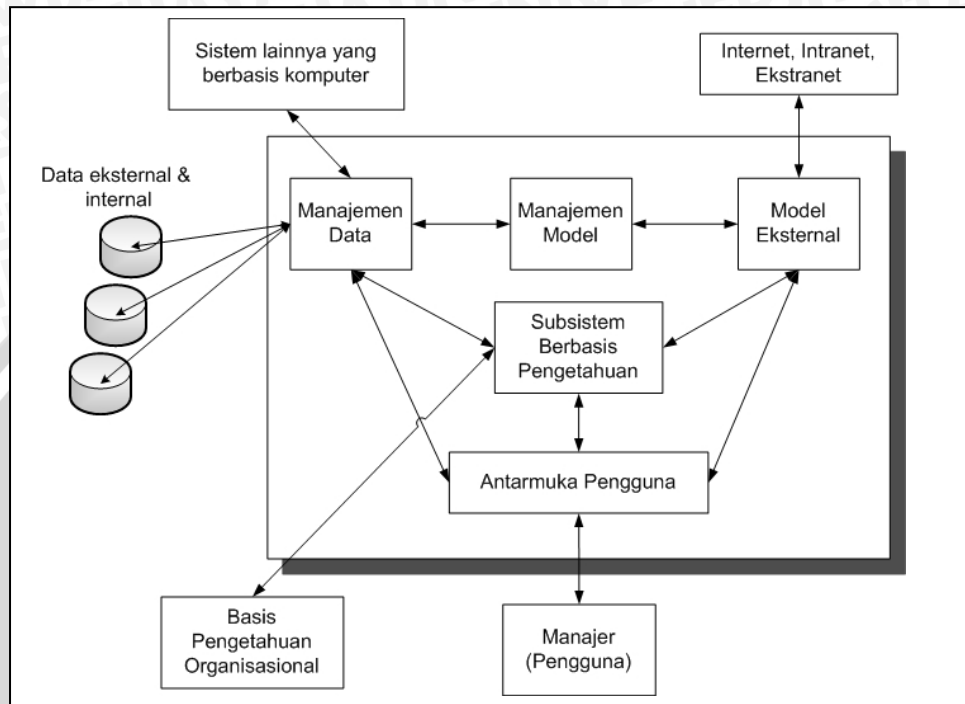 Sistem lainnya yang
berbasis komputer
Internet, Intranet,
Ekstranet
Data eksternal &
internal
Manajemen
Data
Manajemen
Model
Model
Eksternal
Subsistem
Berbasis
Pengetahuan
Antarmuka Pengguna
Basis
Pengetahuan
Organisasional
Manajer
(Pengguna)